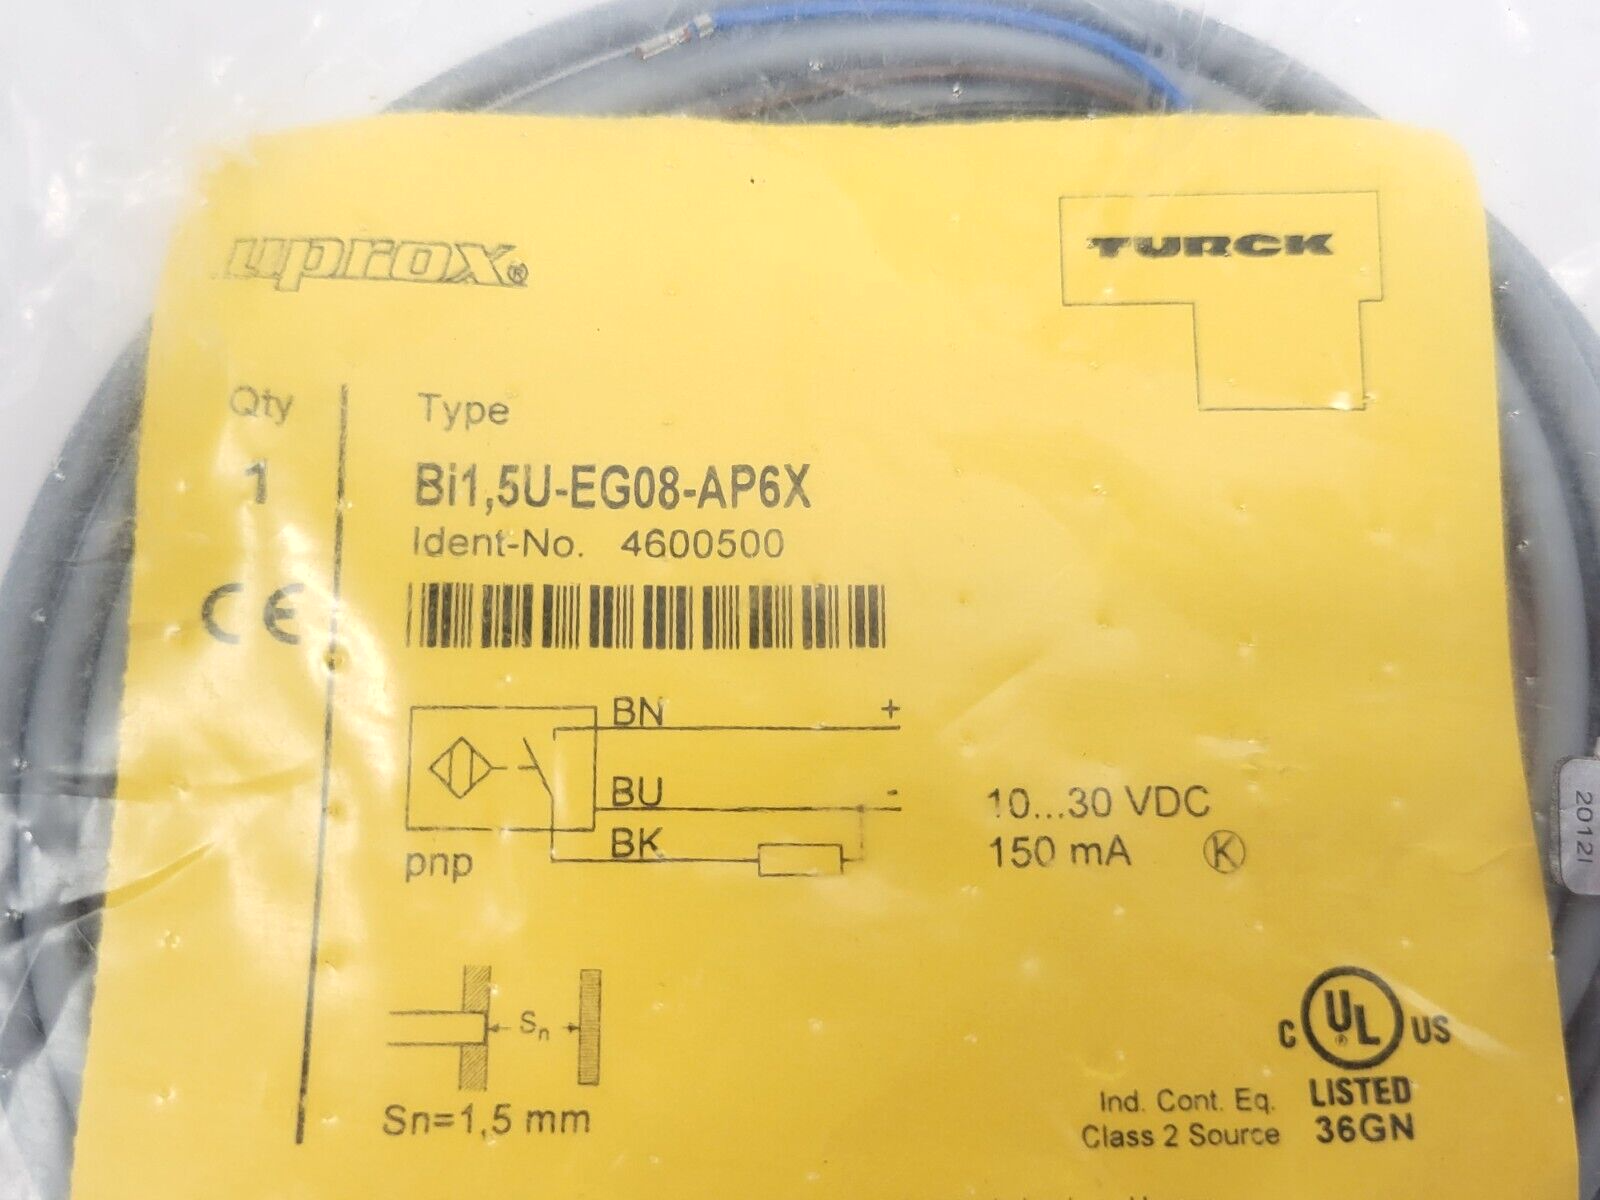 uprox®
TURCK
Qty
Type
1
Bi1,5U-EG08-AP6X
Ident-No. 4600500
CE
BN +
BU -
BK
pnp
10...30 VDC
150 mA K
20121
Sn
Sn=1,5 mm
C UL® US
LISTED
36GN
Ind. Cont. Eq.
Class 2 Source